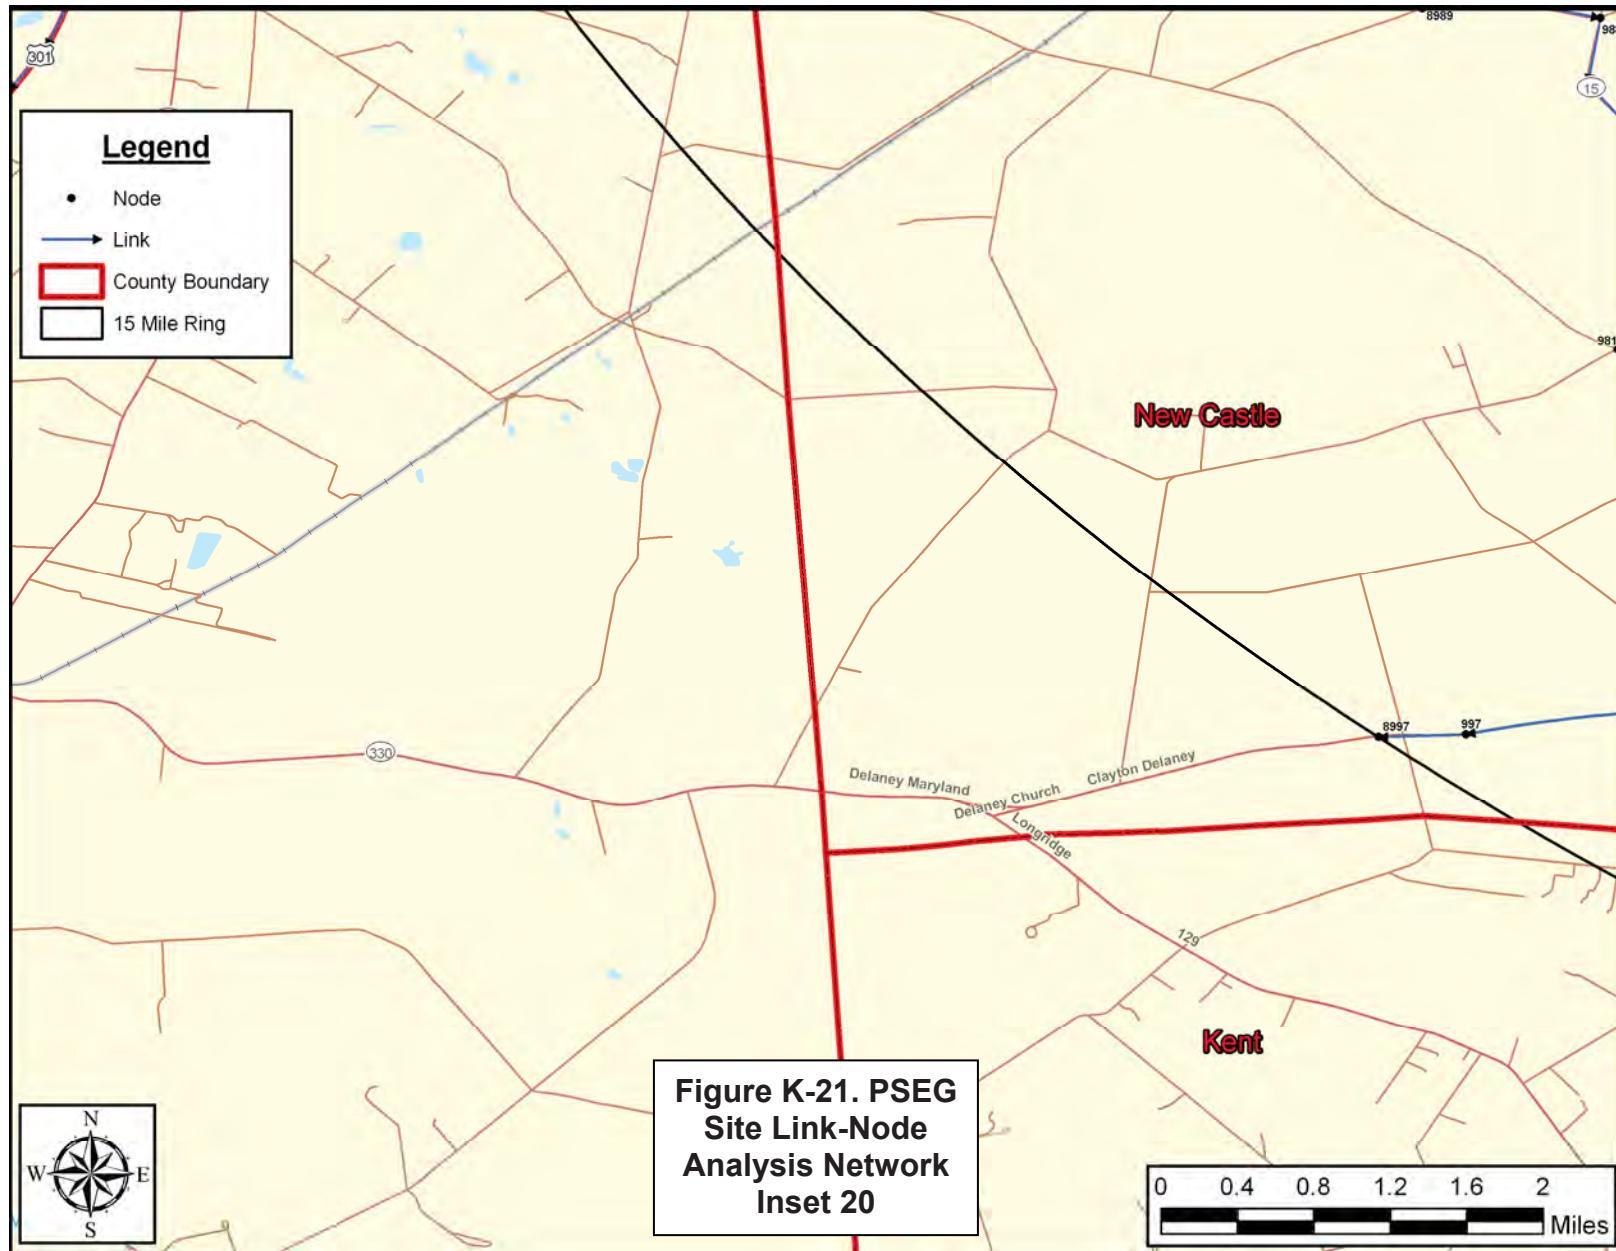 8989
98
301
15
Legend
Node
Link
County Boundary
15 Mile Ring
981
New Castle
8997
997
330
Delaney Maryland
Delaney Church
Clayton Delaney
Longridge
129
Kent
Figure K-21. PSEG
Site Link-Node
Analysis Network
Inset 20
N
W E
S
0 0.4 0.8 1.2 1.6 2
Miles